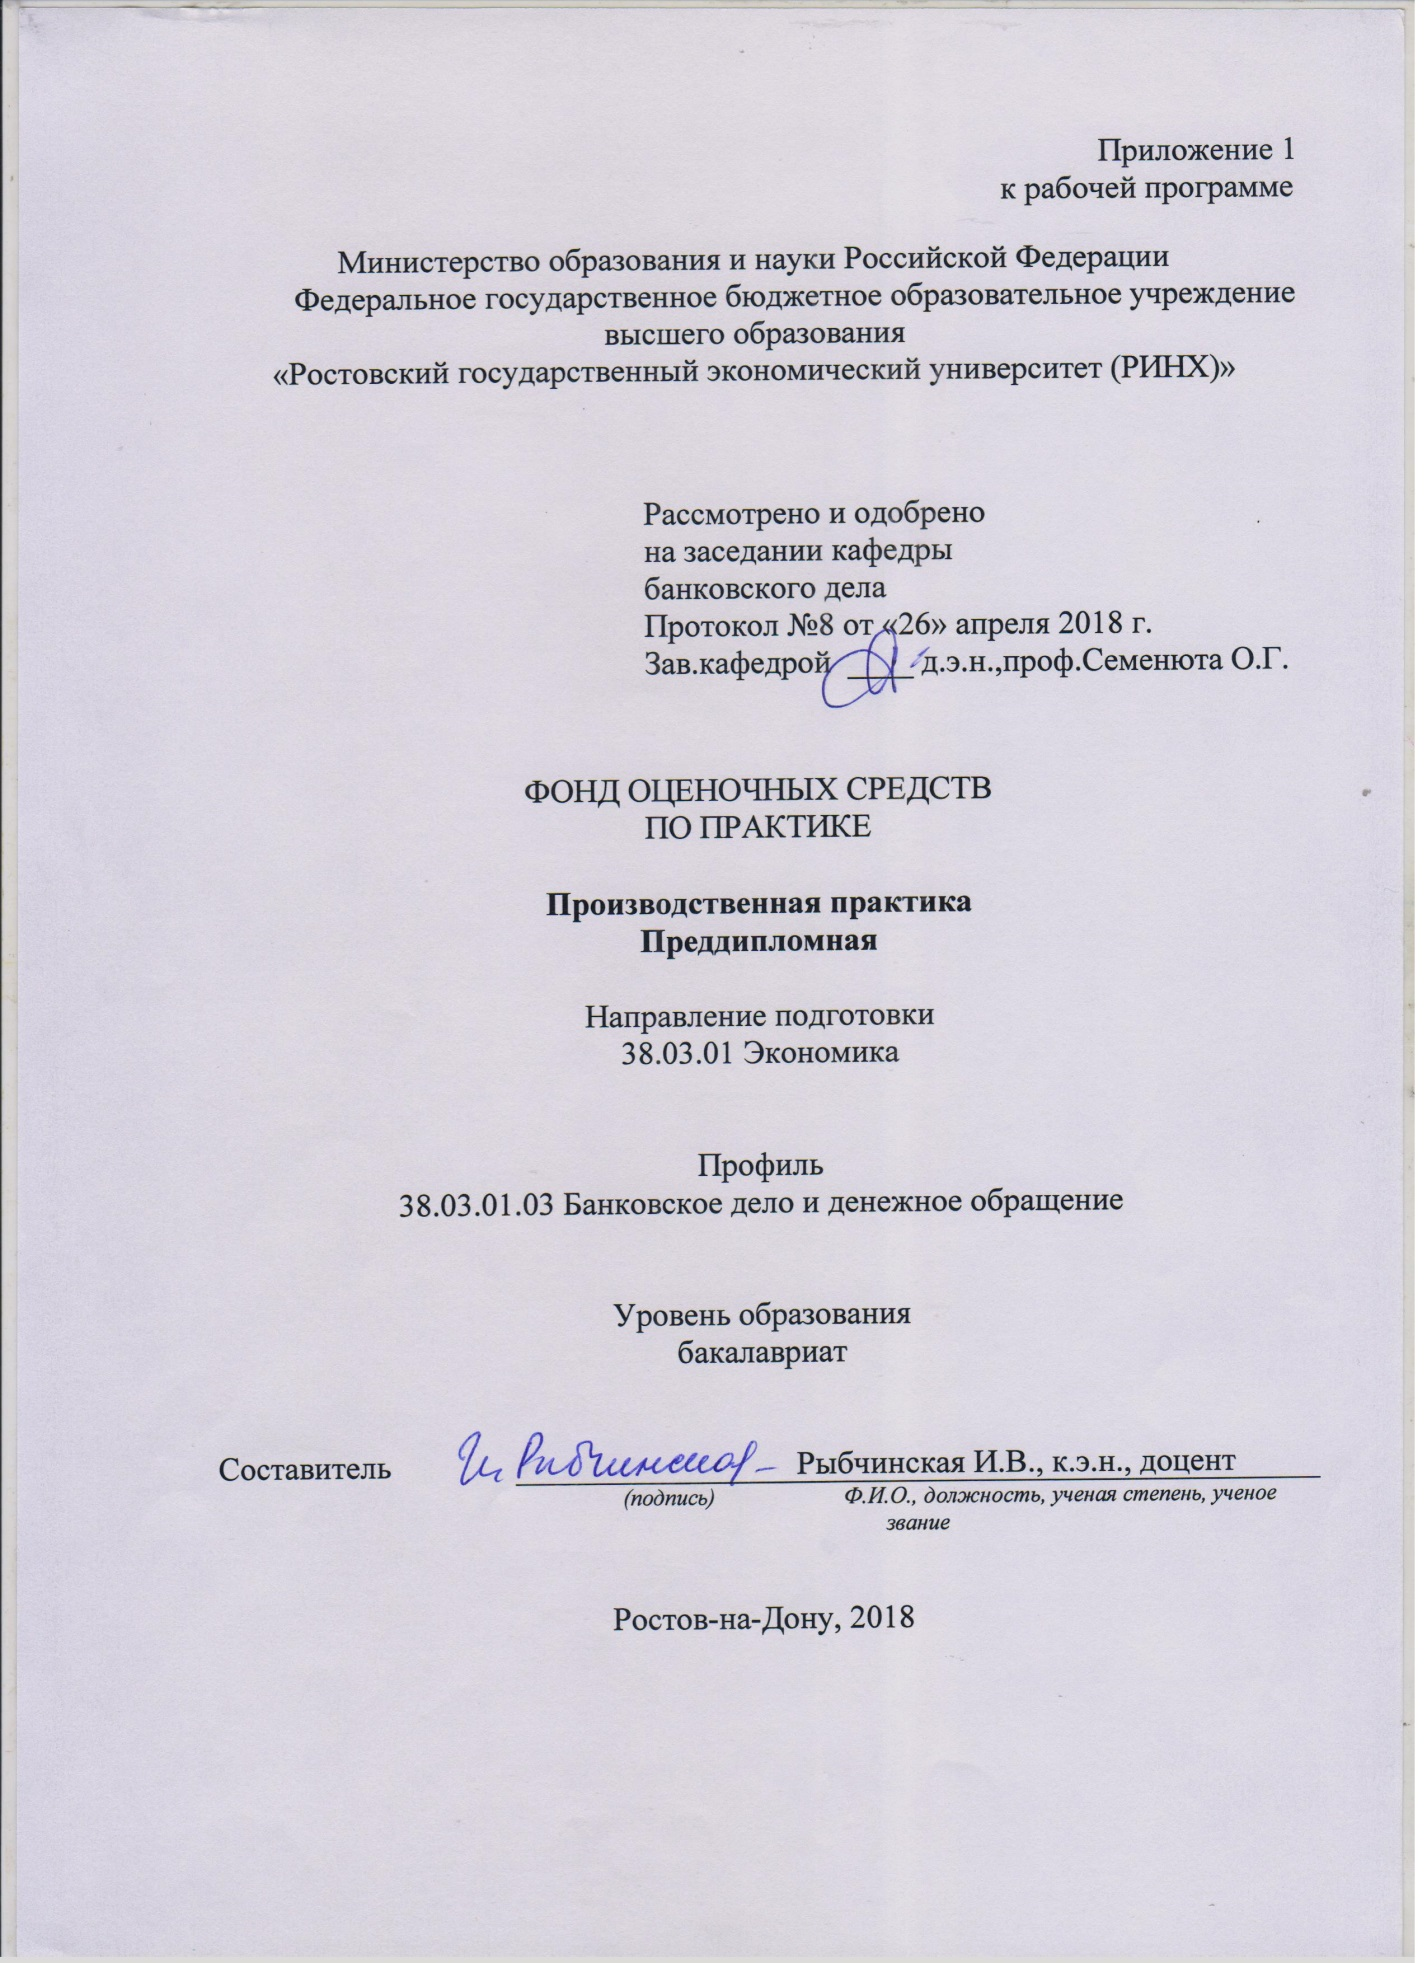 Приложение 1
к рабочей программе
Министерство образования и науки Российской Федерации
Федеральное государственное бюджетное образовательное учреждение
высшего образования
«Ростовский государственный экономический университет (РИНХ)»
Рассмотрено и одобрено
на заседании кафедры
банковского дела
Протокол №8 от «26» апреля 2018 г.
Зав.кафедрой ____ д.э.н.,проф.Семенюта О.Г.
ФОНД ОЦЕНОЧНЫХ СРЕДСТВ
ПО ПРАКТИКЕ
Производственная практика
Преддипломная
Направление подготовки
38.03.01 Экономика
Профиль
38.03.01.03 Банковское дело и денежное обращение
Уровень образования
бакалавриат
Составитель Рыбчинская И.В., к.э.н., доцент
(подпись) Ф.И.О., должность, ученая степень, ученое
звание
Ростов-на-Дону, 2018